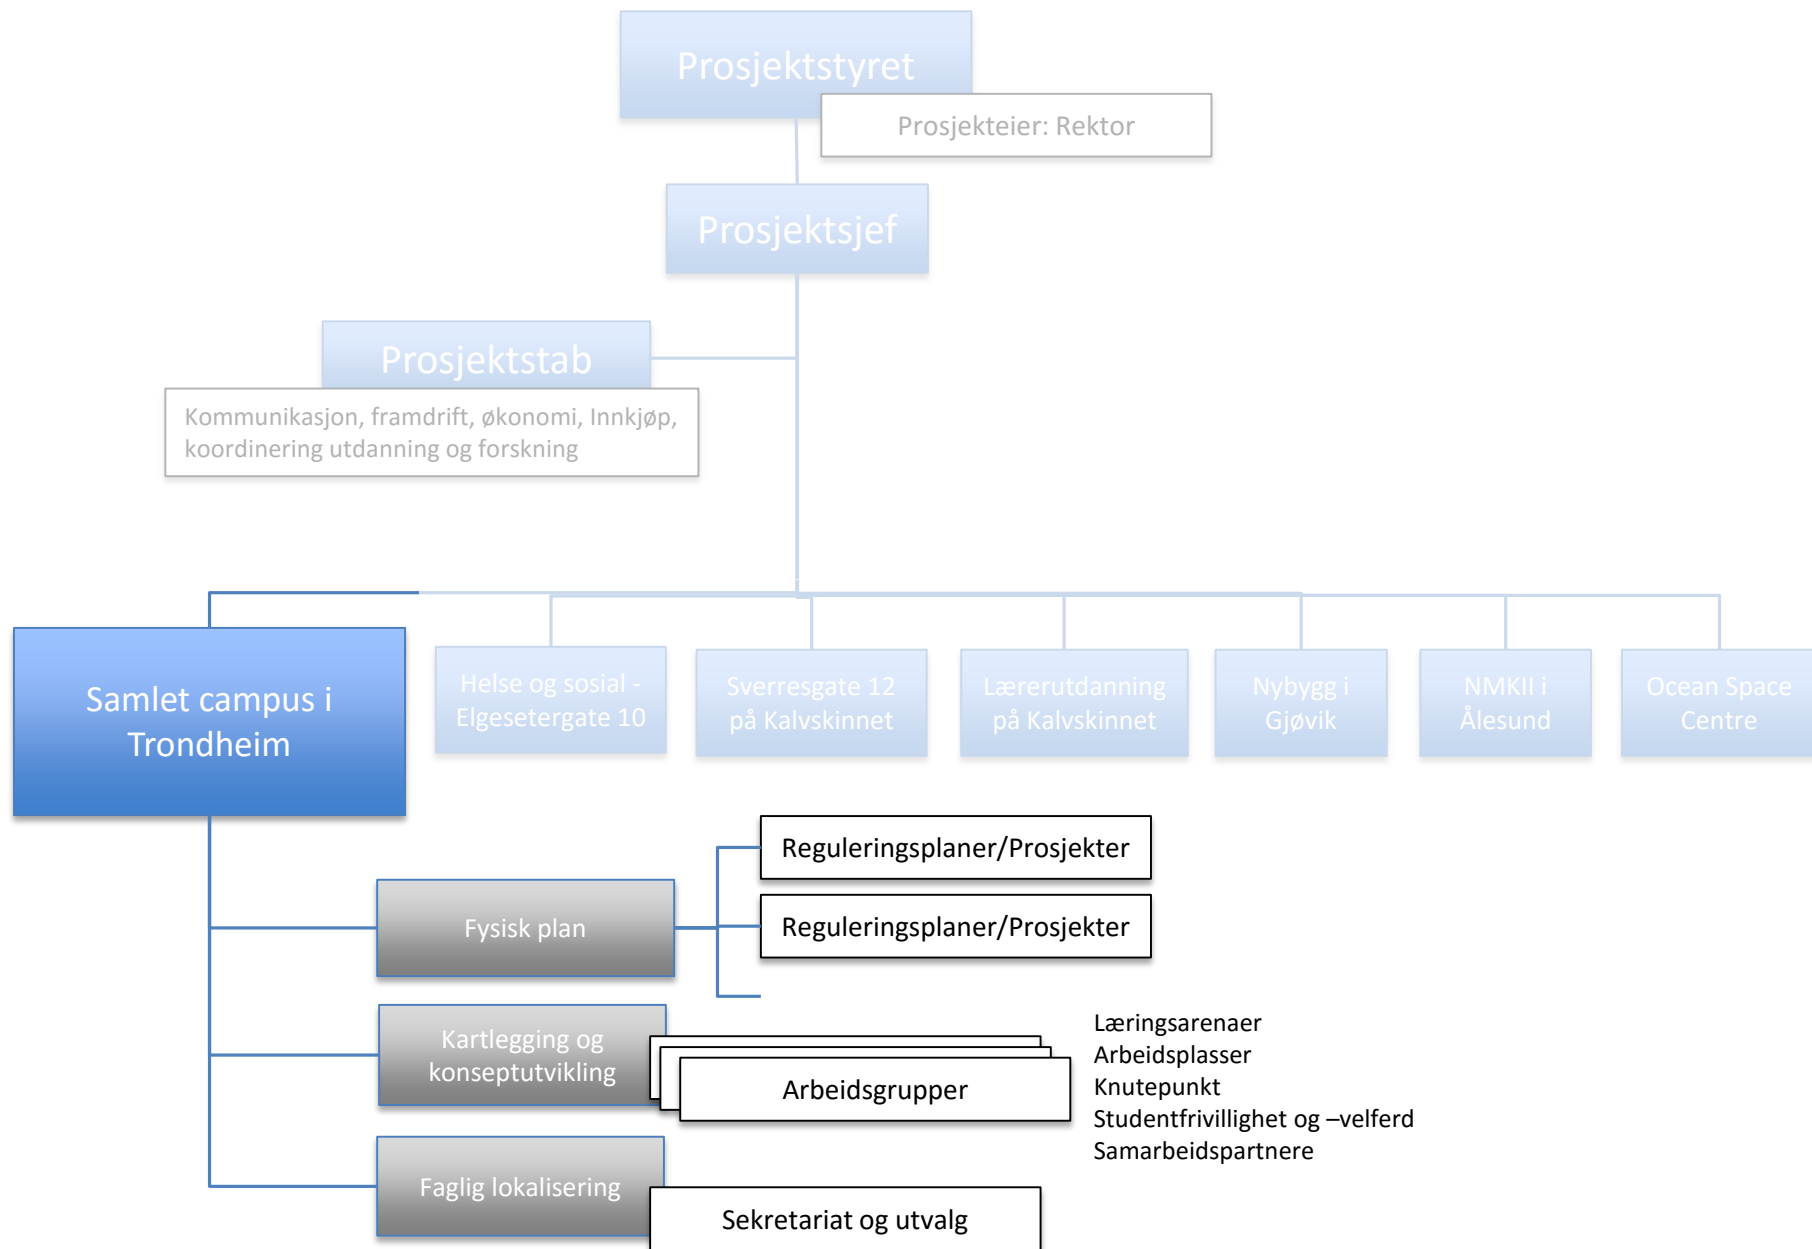 Prosjektstyret
Prosjekteier: Rektor
Prosjektsjef
Prosjektstab
Kommunikasjon, framdrift, økonomi, Innkjøp,
koordinering utdanning og forskning
Samlet campus i
Trondheim
Helse og sosial -
Elgesetergate 10
Sverresgate 12
på Kalvskinnet
Lærerutdanning
på Kalvskinnet
Nybygg i
Gjøvik
NMKII i
Ålesund
Ocean Space
Centre
Fysisk plan
Reguleringsplaner/Prosjekter
Reguleringsplaner/Prosjekter
Kartlegging og
konseptutvikling
Arbeidsgrupper
Læringsarenaer
Arbeidsplasser
Knutepunkt
Studentfrivillighet og –velferd
Samarbeidspartnere
Faglig lokalisering
Sekretariat og utvalg